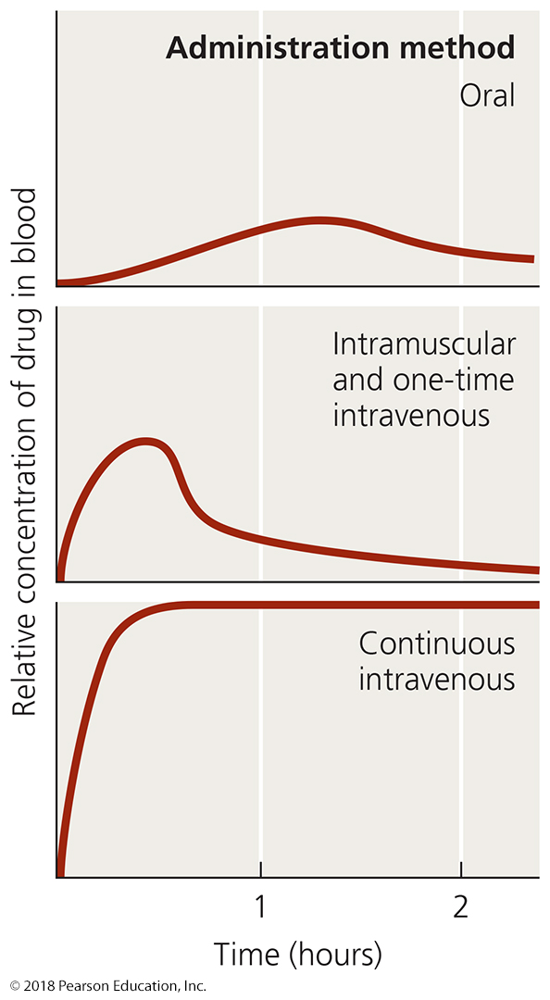 Administration method
Oral
Relative concentration of drug in blood
Intramuscular
and one-time
intravenous
Continuous
intravenous
1
2
Time (hours)
© 2018 Pearson Education, Inc.